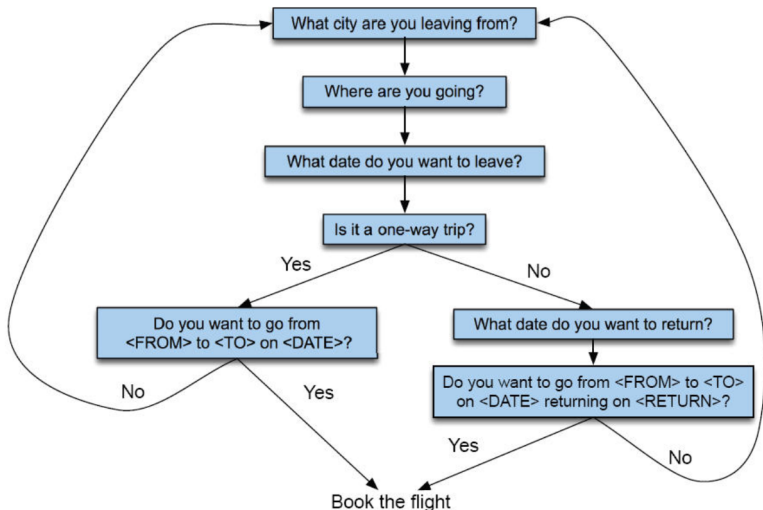 What city are you leaving from?
Where are you going?
What date do you want to leave?
Is it a one-way trip?
Yes
No
Do you want to go from
<FROM> to <TO> on <DATE>?
What date do you want to return?
Do you want to go from <FROM> to <TO>
on <DATE> returning on <RETURN>?
No
Yes
Yes
No
Book the flight